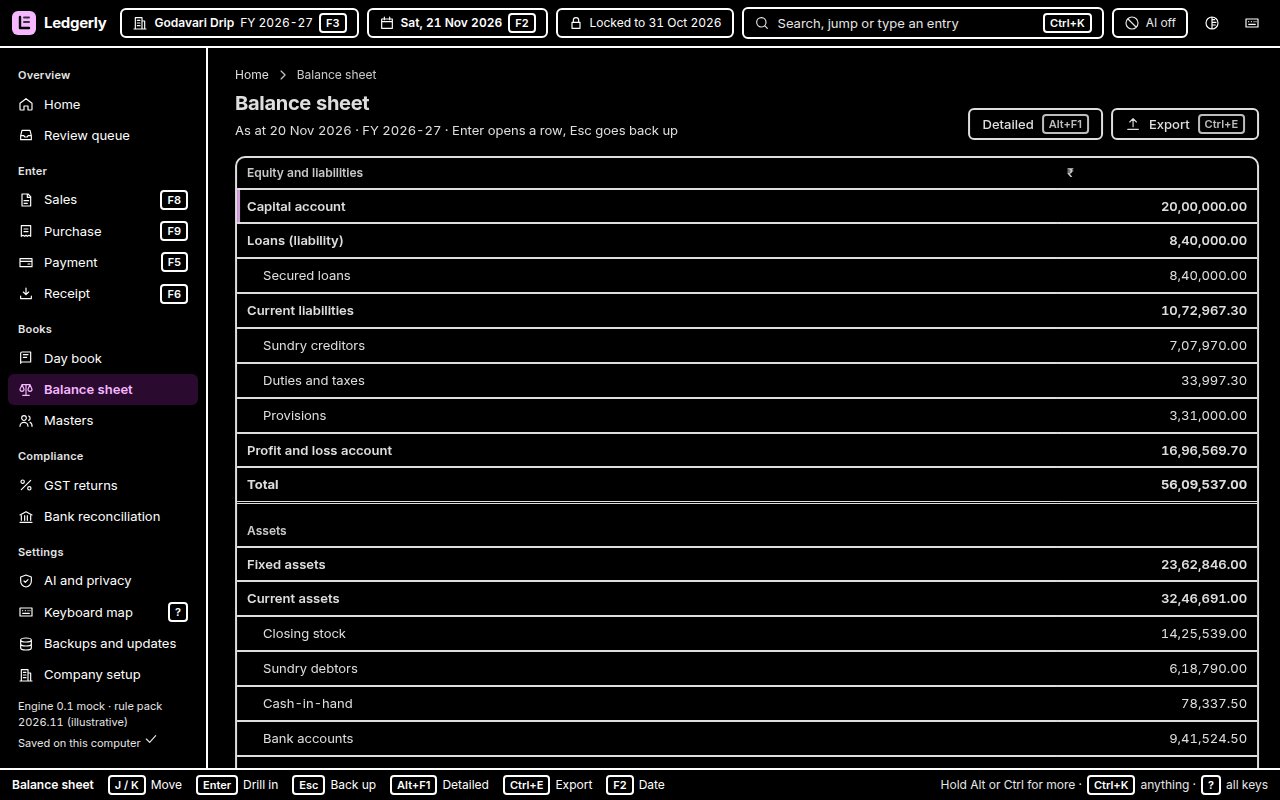 Ledgerly
Godavari Drip FY 2026-27 F3
Sat, 21 Nov 2026 F2
Locked to 31 Oct 2026
Search, jump or type an entry Ctrl+K
AI off
Overview
Home
Review queue
Enter
Sales F8
Purchase F9
Payment F5
Receipt F6
Books
Day book
Balance sheet
Masters
Compliance
GST returns
Bank reconciliation
Settings
AI and privacy
Keyboard map ?
Backups and updates
Company setup
Engine 0.1 mock · rule pack
2026.11 (illustrative)
Saved on this computer
Home > Balance sheet
Balance sheet
As at 20 Nov 2026 · FY 2026-27 · Enter opens a row, Esc goes back up
Detailed Alt+F1
Export Ctrl+E
Equity and liabilities ₹
Capital account 20,00,000.00
Loans (liability) 8,40,000.00
Secured loans 8,40,000.00
Current liabilities 10,72,967.30
Sundry creditors 7,07,970.00
Duties and taxes 33,997.30
Provisions 3,31,000.00
Profit and loss account 16,96,569.70
Total 56,09,537.00
Assets
Fixed assets 23,62,846.00
Current assets 32,46,691.00
Closing stock 14,25,539.00
Sundry debtors 6,18,790.00
Cash-in-hand 78,337.50
Bank accounts 9,41,524.50
Balance sheet J / K Move Enter Drill in Esc Back up Alt+F1 Detailed Ctrl+E Export F2 Date Hold Alt or Ctrl for more · Ctrl+K anything · ? all keys